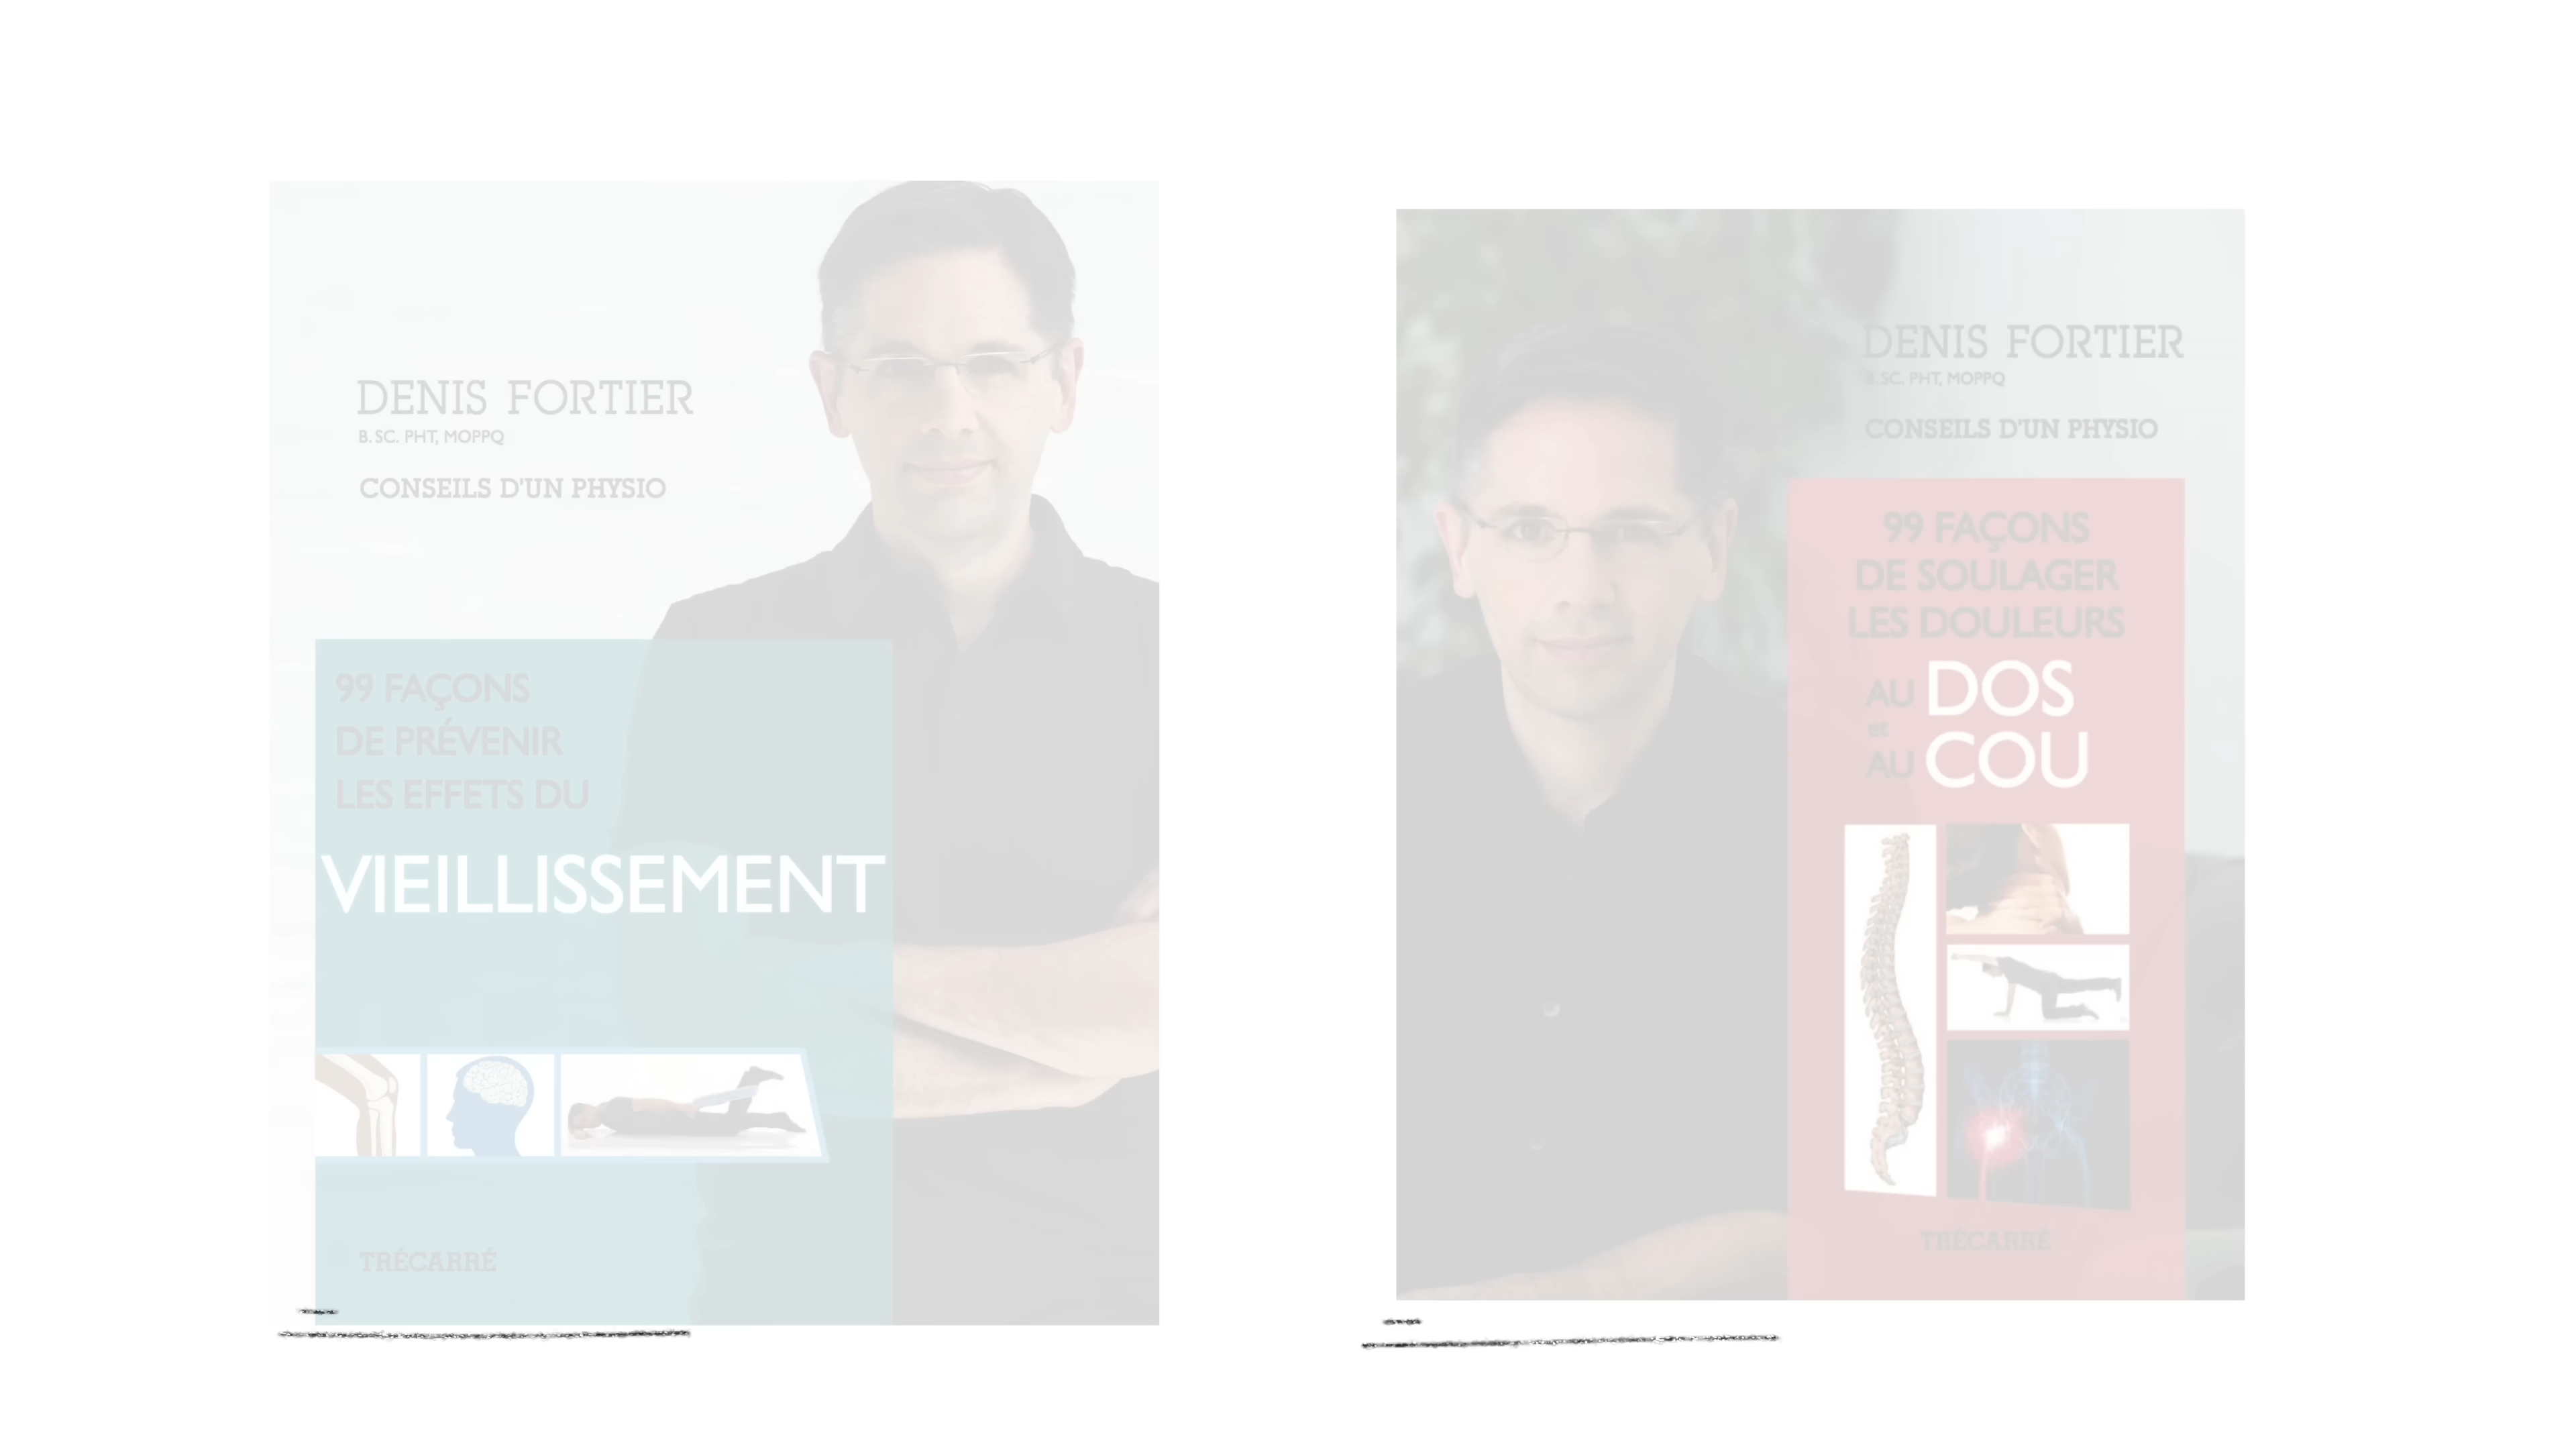 DENIS FORTIER
B. SC. PHT, MOPPQ
CONSEILS D'UN PHYSIO
99 FAÇONS
DE PRÉVENIR
LES EFFETS DU
VIEILLISSEMENT
TRÉCARRÉ
DENIS FORTIER
B. SC. PHT, MOPPQ
CONSEILS D'UN PHYSIO
99 FAÇONS
DE SOULAGER
LES DOULEURS
AU DOS
et
AU COU
TRÉCARRÉ